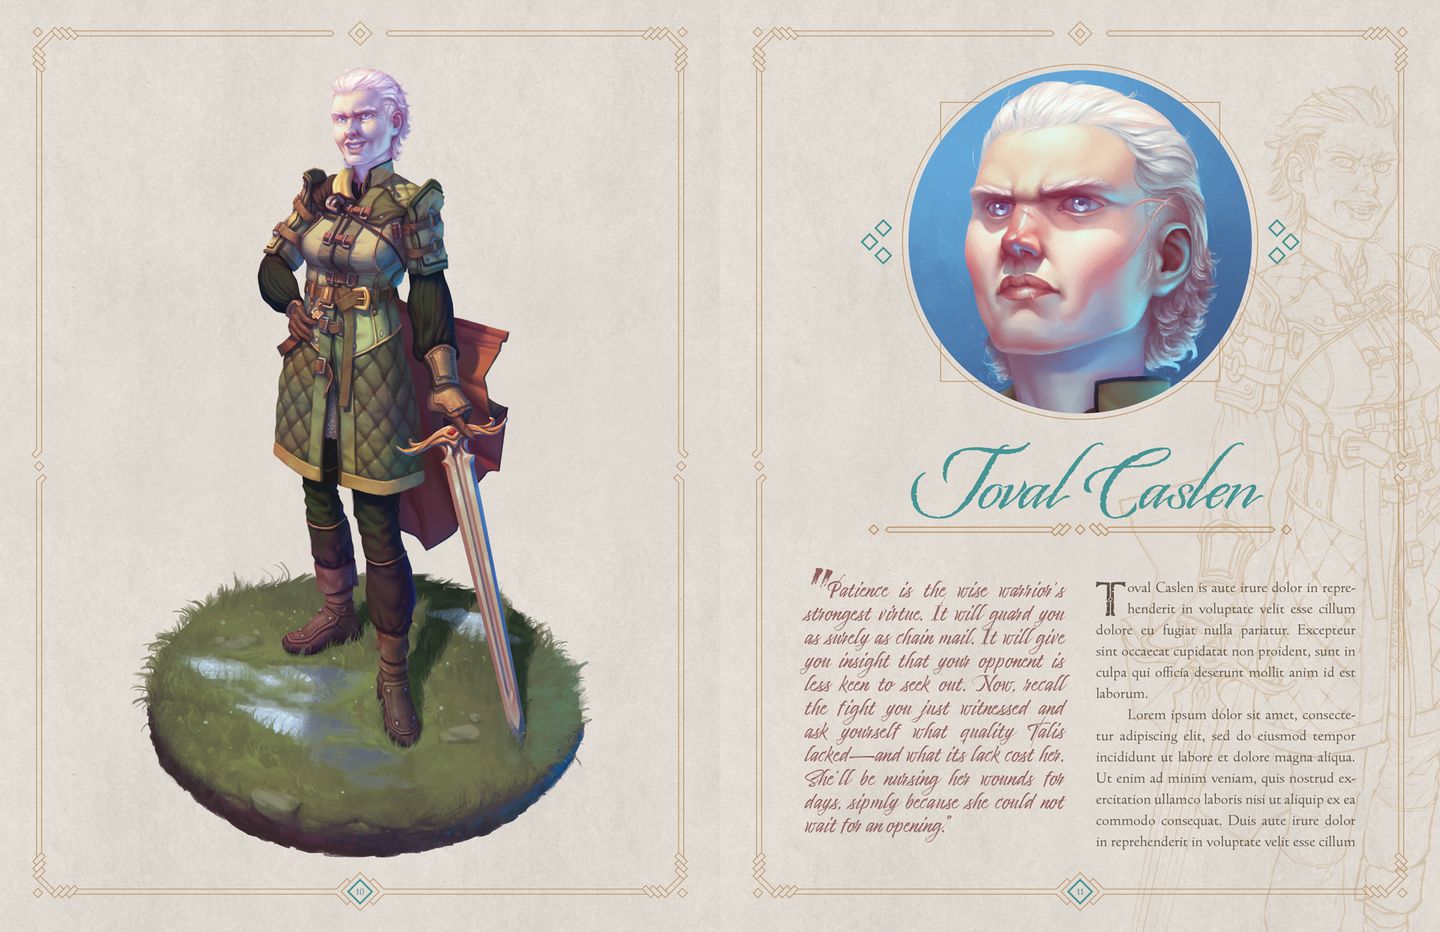 10
Toval Caslen
"Patience is the wise warrior's
strongest virtue. It will guard you
as surely as chain mail. It will give
you insight that your opponent is
less keen to seek out. Now, recall
the fight you just witnessed and
ask yourself what quality Talis
lacked—and what its lack cost her.
She'll be nursing her wounds for
days, sipmly because she could not
wait for an opening."
Toval Caslen is aute irure dolor in repre-
henderit in voluptate velit esse cillum
dolore eu fugiat nulla pariatur. Excepteur
sint occaecat cupidatat non proident, sunt in
culpa qui officia deserunt mollit anim id est
laborum.
Lorem ipsum dolor sit amet, consecte-
tur adipiscing elit, sed do eiusmod tempor
incididunt ut labore et dolore magna aliqua.
Ut enim ad minim veniam, quis nostrud ex-
ercitation ullamco laboris nisi ut aliquip ex ea
commodo consequat. Duis aute irure dolor
in reprehenderit in voluptate velit esse cillum
11